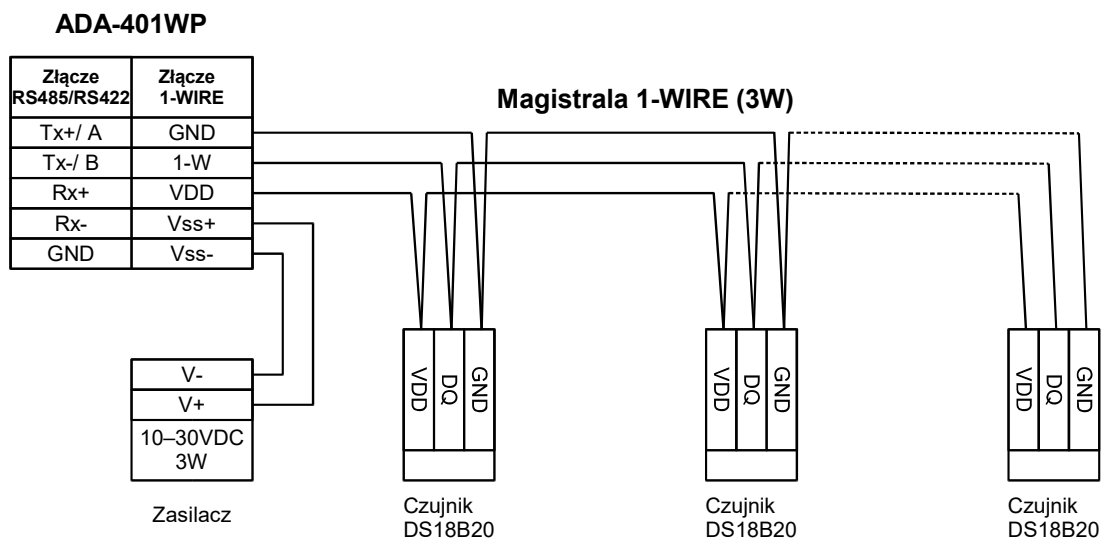 ADA-401WP
Złącze
RS485/RS422
Złącze
1-WIRE
Tx+/ A
GND
Tx-/ B
1-W
Rx+
VDD
Rx-
Vss+
GND
Vss-
Magistrala 1-WIRE (3W)
V-
V+
10–30VDC
3W
Zasilacz
VDD
DQ
GND
Czujnik
DS18B20
VDD
DQ
GND
Czujnik
DS18B20
VDD
DQ
GND
Czujnik
DS18B20